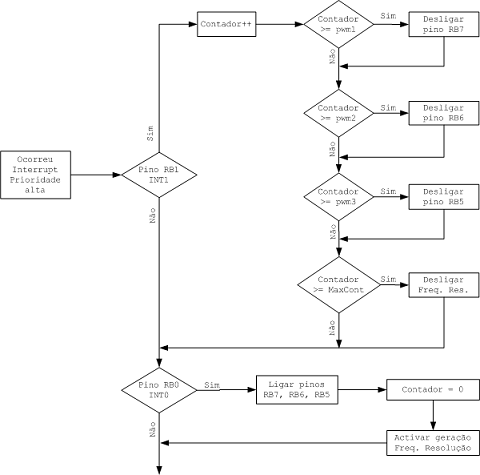 Contador++
Contador
>= pwm1
Sim
Desligar
pino RB7
Não
Contador
>= pwm2
Sim
Desligar
pino RB6
Não
Sim
Ocorreu
Interrupt
Prioridade
alta
Pino RB1
INT1
Contador
>= pwm3
Sim
Desligar
pino RB5
Não
Não
Contador
>= MaxCont
Sim
Desligar
Freq. Res.
Não
Pino RB0
INT0
Sim
Ligar pinos
RB7, RB6, RB5
Contador = 0
Não
Activar geração
Freq. Resolução